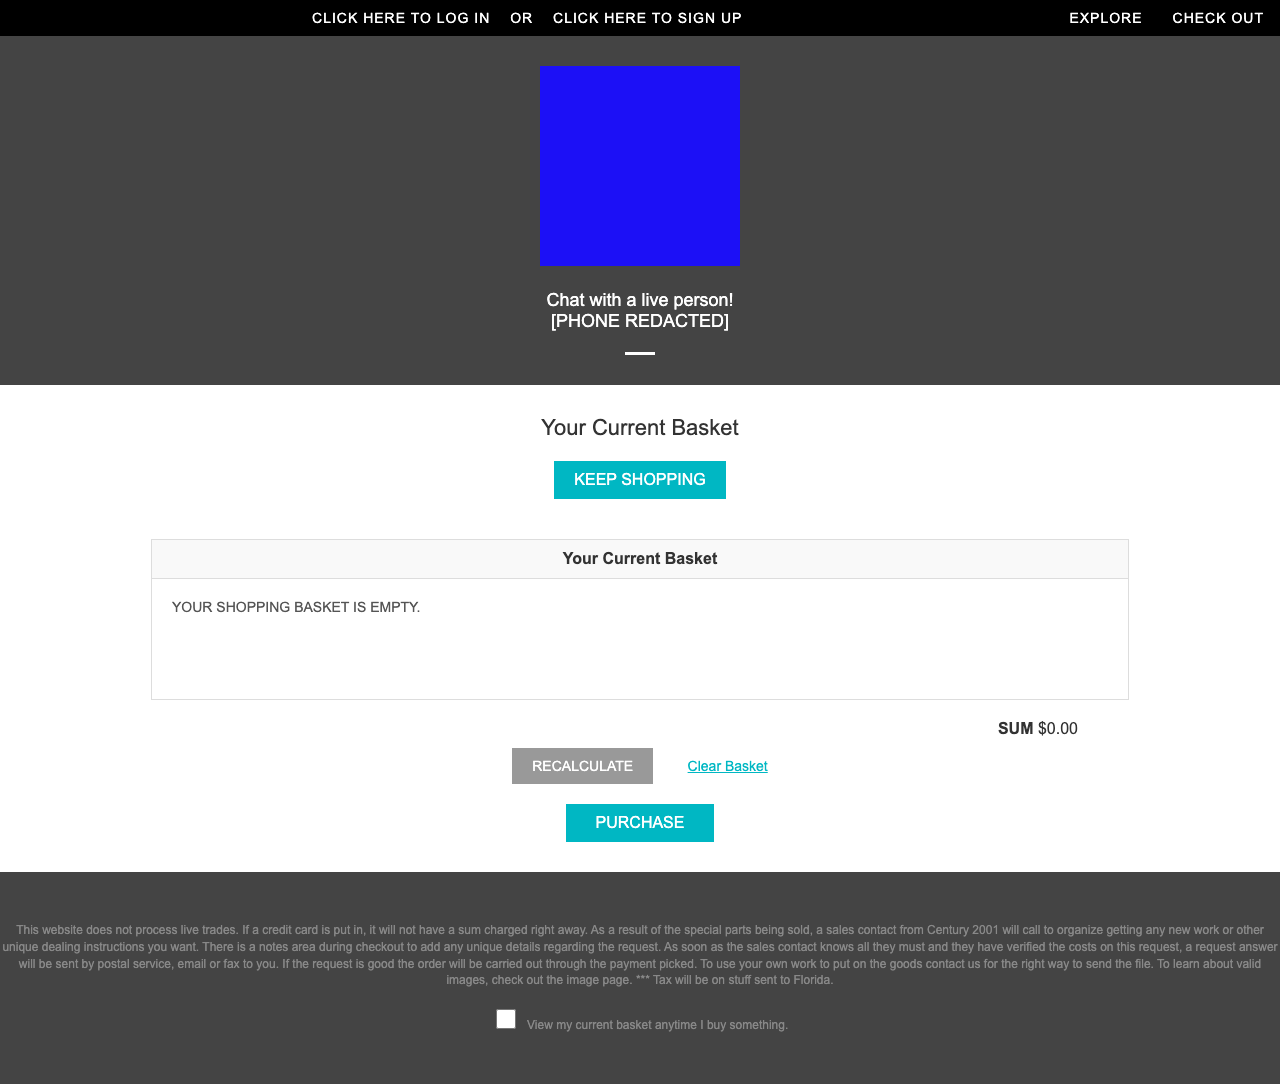 CLICK HERE TO LOG IN OR CLICK HERE TO SIGN UP EXPLORE CHECK OUT
Chat with a live person!
[PHONE REDACTED]
Your Current Basket
KEEP SHOPPING
Your Current Basket
YOUR SHOPPING BASKET IS EMPTY.
SUM $0.00
RECALCULATE Clear Basket
PURCHASE
This website does not process live trades. If a credit card is put in, it will not have a sum charged right away. As a result of the special parts being sold, a sales contact from Century 2001 will call to organize getting any new work or other
unique dealing instructions you want. There is a notes area during checkout to add any unique details regarding the request. As soon as the sales contact knows all they must and they have verified the costs on this request, a request answer
will be sent by postal service, email or fax to you. If the request is good the order will be carried out through the payment picked. To use your own work to put on the goods contact us for the right way to send the file. To learn about valid
images, check out the image page. *** Tax will be on stuff sent to Florida.
View my current basket anytime I buy something.